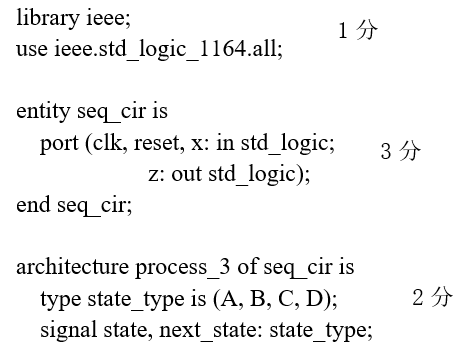 library ieee;
use ieee.std_logic_1164.all;
1 分
entity seq_cir is
port (clk, reset, x: in std_logic;
3 分
z: out std_logic);
end seq_cir;
architecture process_3 of seq_cir is
type state_type is (A, B, C, D);
2 分
signal state, next_state: state_type;